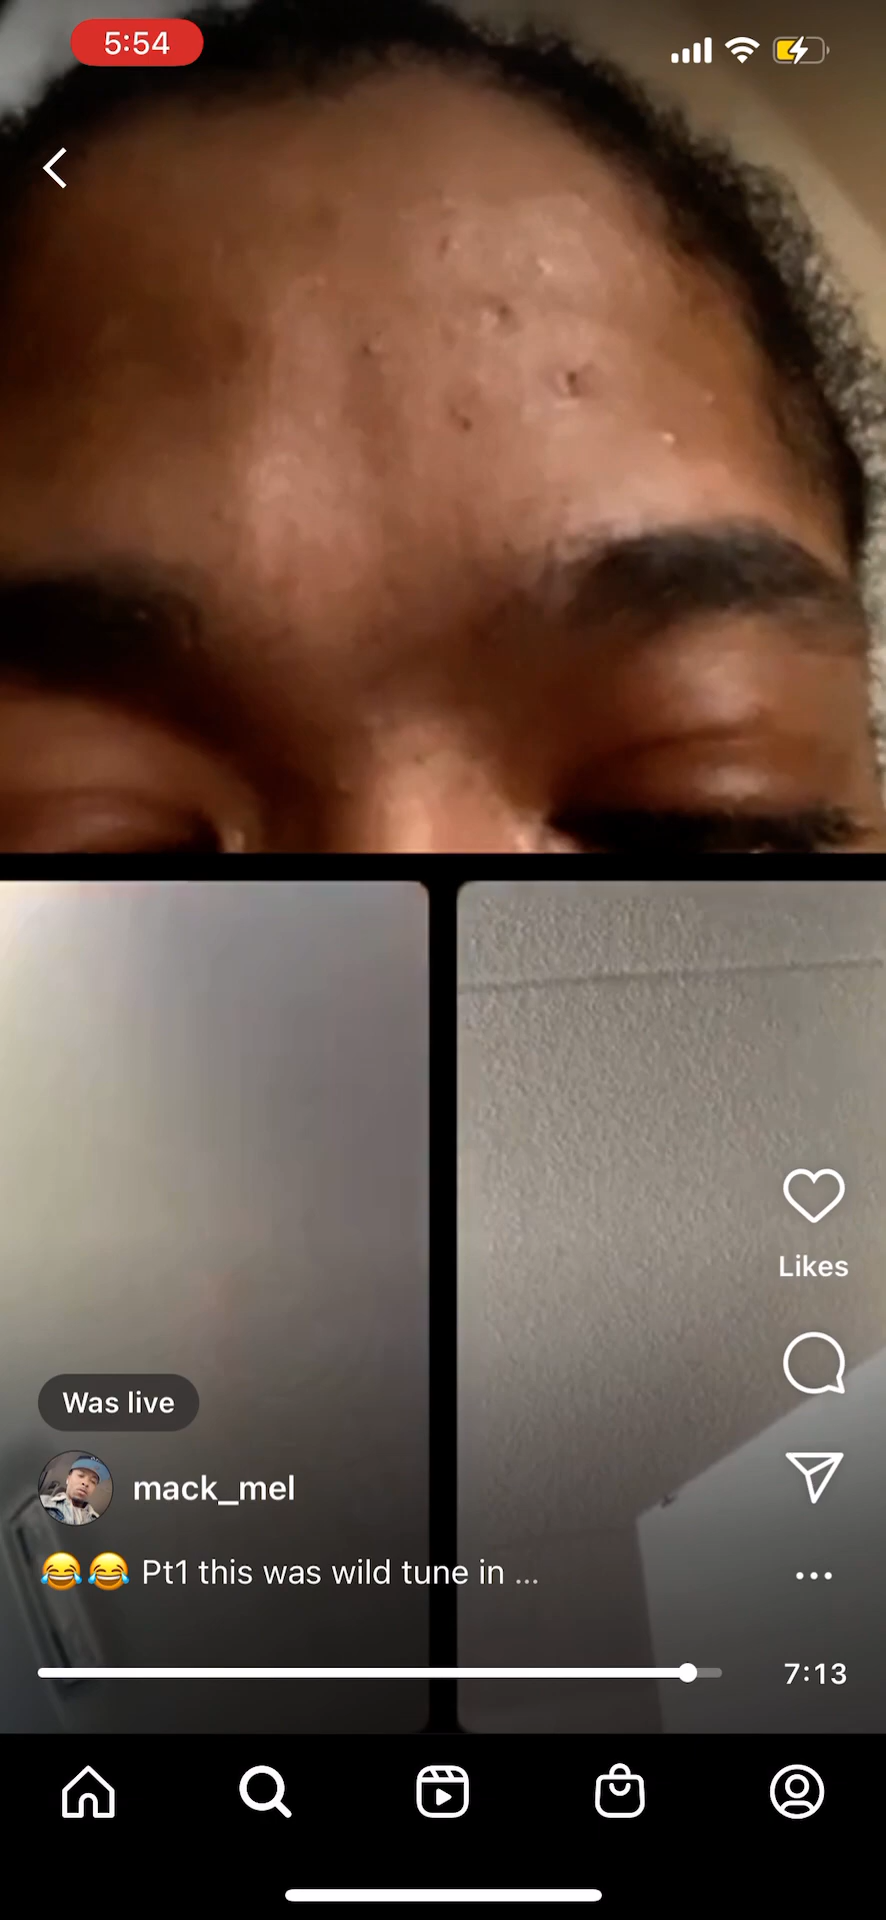 5:54
Likes
Was live
mack_mel
😂😂 Pt1 this was wild tune in ...
7:13